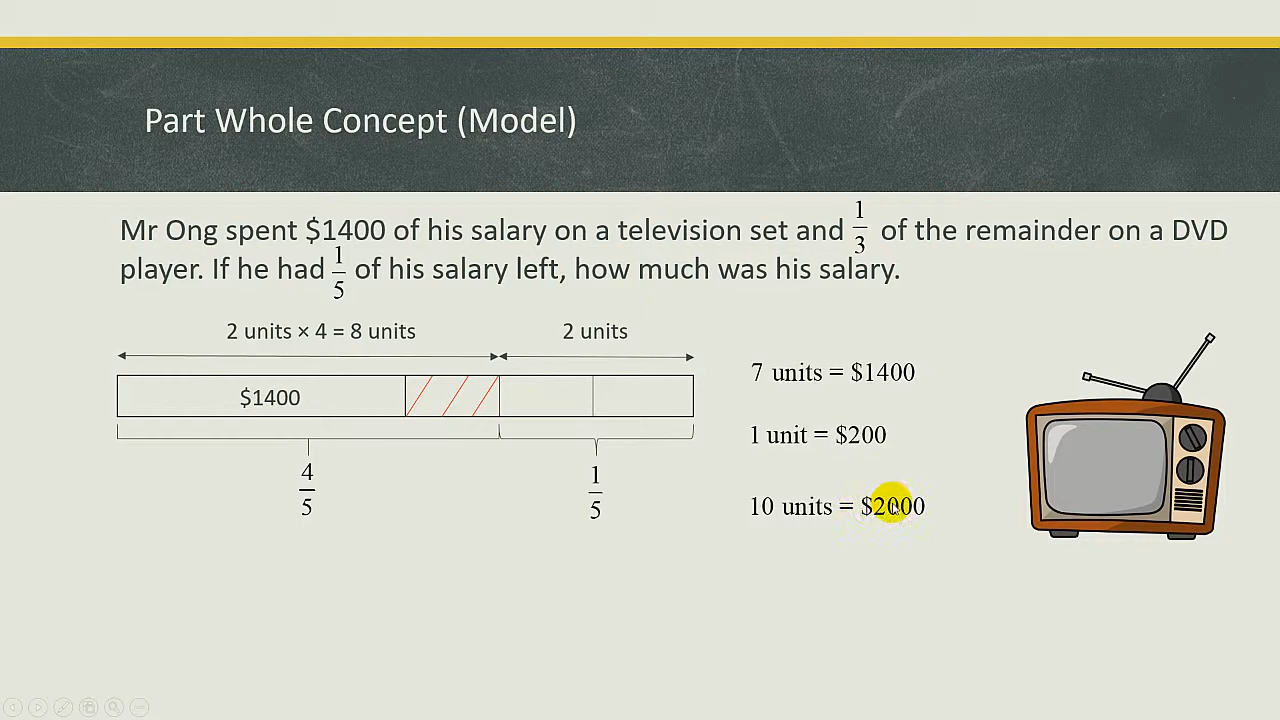 Part Whole Concept (Model)
Mr Ong spent $1400 of his salary on a television set and 1/3 of the remainder on a DVD
player. If he had 1/5 of his salary left, how much was his salary.
2 units × 4 = 8 units
2 units
$1400
4/5
1/5
7 units = $1400
1 unit = $200
10 units = $2000